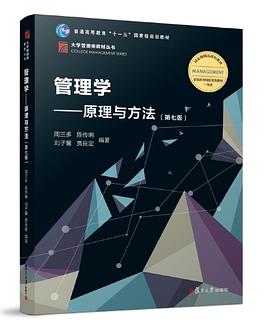 普通高等教育"十一五"国家级规划教材
大学管理类教材丛书
COLLEGE MANAGEMENT SERIES
MANAGEMENT
管理学
——原理与方法（第七版）
周三多 陈传明
刘子馨 贾良定 编著
管理学——原理与方法（第七版）
復旦大學出版社